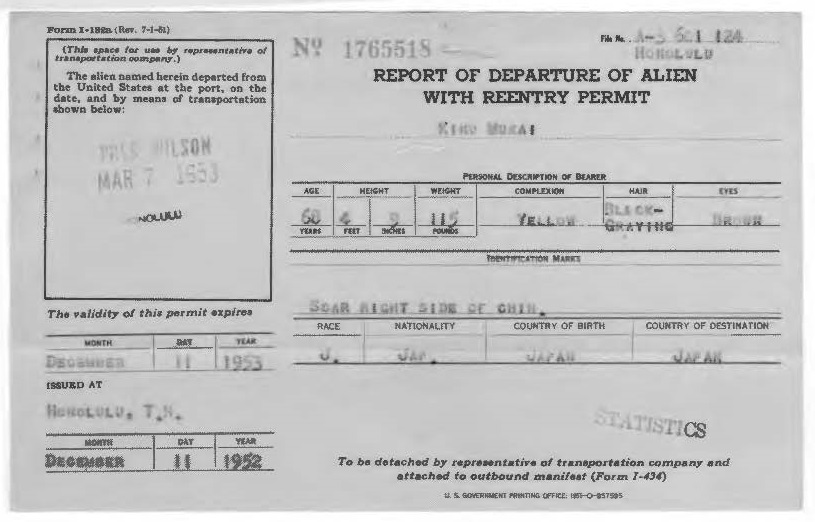 Form I-132a (Rev. 7-1-51)
(This space for use by representative of
transportation company.)
The alien named herein departed from
the United States at the port, on the
date, and by means of transportation
shown below:
PRES WILSON
MAR 7 1953
HONOLULU
The validity of this permit expires
MONTH DAY YEAR
DECEMBER 11 1953
ISSUED AT
HONOLULU, T.H.
MONTH DAY YEAR
DECEMBER 11 1952
Nº 1765518
File No. A-3 124
HONOLULU
REPORT OF DEPARTURE OF ALIEN
WITH REENTRY PERMIT
MURAI
PERSONAL DESCRIPTION OF BEARER
AGE HEIGHT WEIGHT COMPLEXION HAIR EYES
68 4 9 115 YELLOW BLACK- BROWN
GRAYING
YEARS FEET INCHES POUNDS
IDENTIFICATION MARKS
SCAR RIGHT SIDE OF CHIN.
RACE NATIONALITY COUNTRY OF BIRTH COUNTRY OF DESTINATION
J. JAP. JAPAN JAPAN
STATISTICS
To be detached by representative of transportation company and
attached to outbound manifest (Form I-434)
U. S. GOVERNMENT PRINTING OFFICE: 1951-O-957595